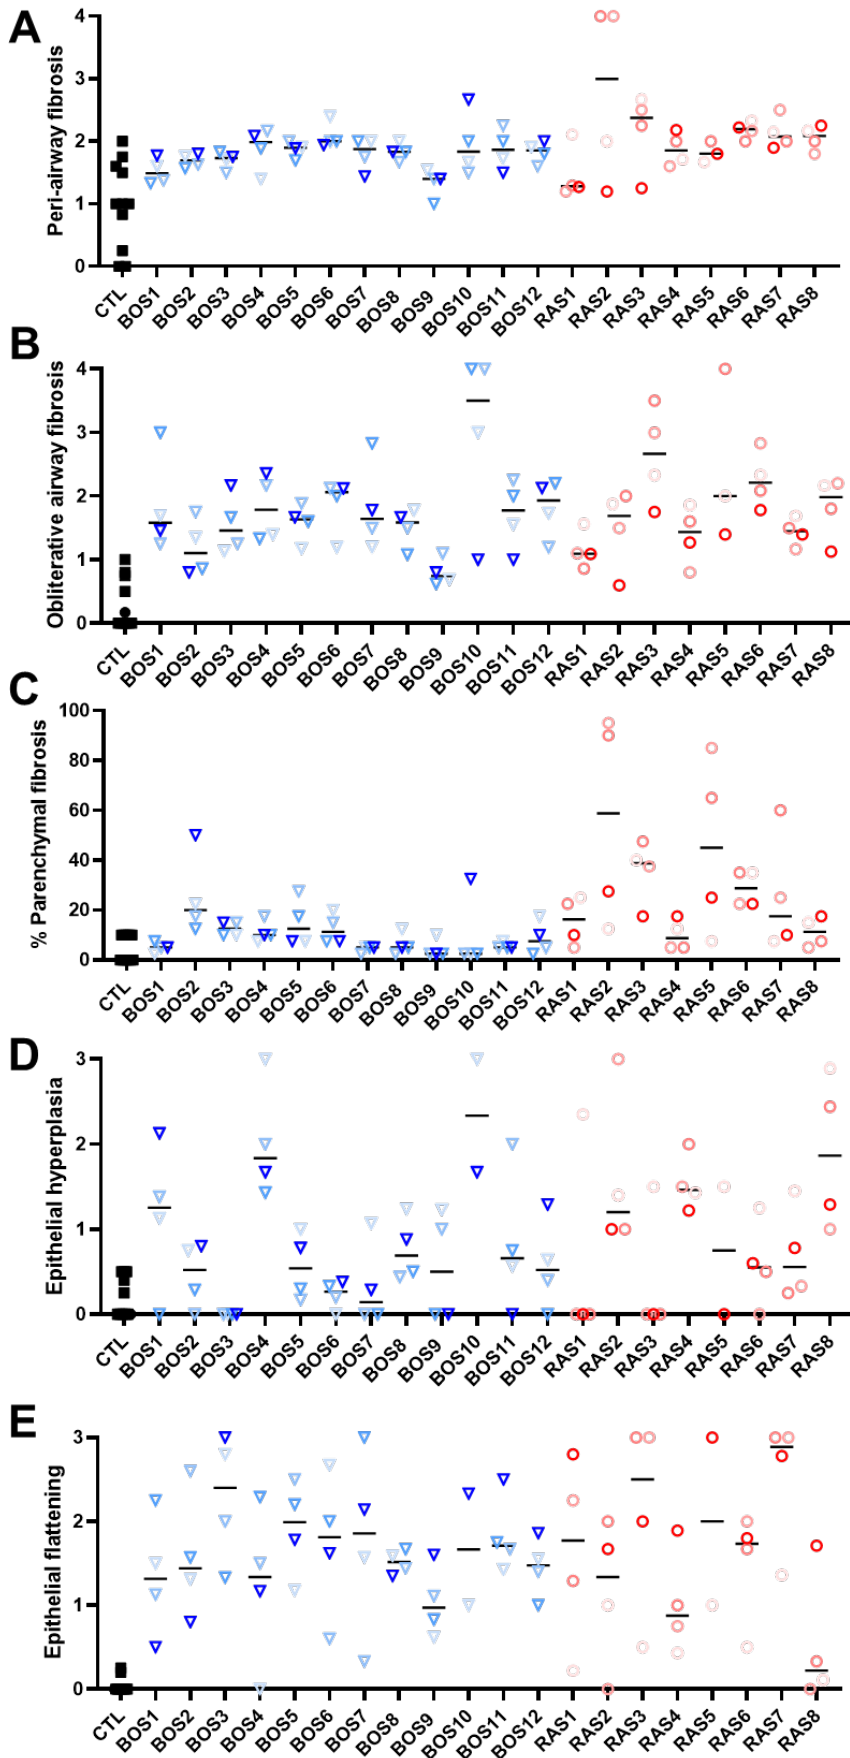 A
Peri-airway fibrosis
4
3
2
1
0
CTL BOS1 BOS2 BOS3 BOS4 BOS5 BOS6 BOS7 BOS8 BOS9 BOS10 BOS11 BOS12 RAS1 RAS2 RAS3 RAS4 RAS5 RAS6 RAS7 RAS8
B
Obliterative airway fibrosis
4
3
2
1
0
CTL BOS1 BOS2 BOS3 BOS4 BOS5 BOS6 BOS7 BOS8 BOS9 BOS10 BOS11 BOS12 RAS1 RAS2 RAS3 RAS4 RAS5 RAS6 RAS7 RAS8
C
% Parenchymal fibrosis
100
80
60
40
20
0
CTL BOS1 BOS2 BOS3 BOS4 BOS5 BOS6 BOS7 BOS8 BOS9 BOS10 BOS11 BOS12 RAS1 RAS2 RAS3 RAS4 RAS5 RAS6 RAS7 RAS8
D
Epithelial hyperplasia
3
2
1
0
CTL BOS1 BOS2 BOS3 BOS4 BOS5 BOS6 BOS7 BOS8 BOS9 BOS10 BOS11 BOS12 RAS1 RAS2 RAS3 RAS4 RAS5 RAS6 RAS7 RAS8
E
Epithelial flattening
3
2
1
0
CTL BOS1 BOS2 BOS3 BOS4 BOS5 BOS6 BOS7 BOS8 BOS9 BOS10 BOS11 BOS12 RAS1 RAS2 RAS3 RAS4 RAS5 RAS6 RAS7 RAS8